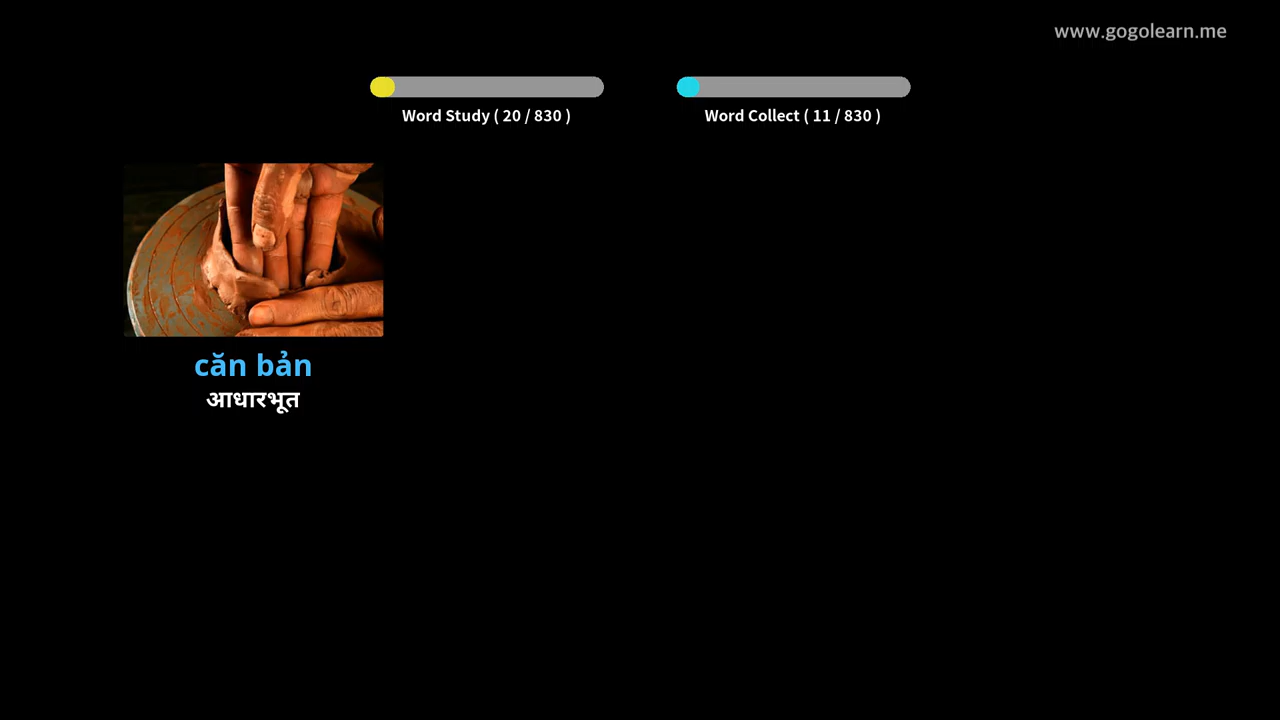 www.gogolearn.me
Word Study ( 20 / 830 )
Word Collect ( 11 / 830 )
căn bản
आधारभूत